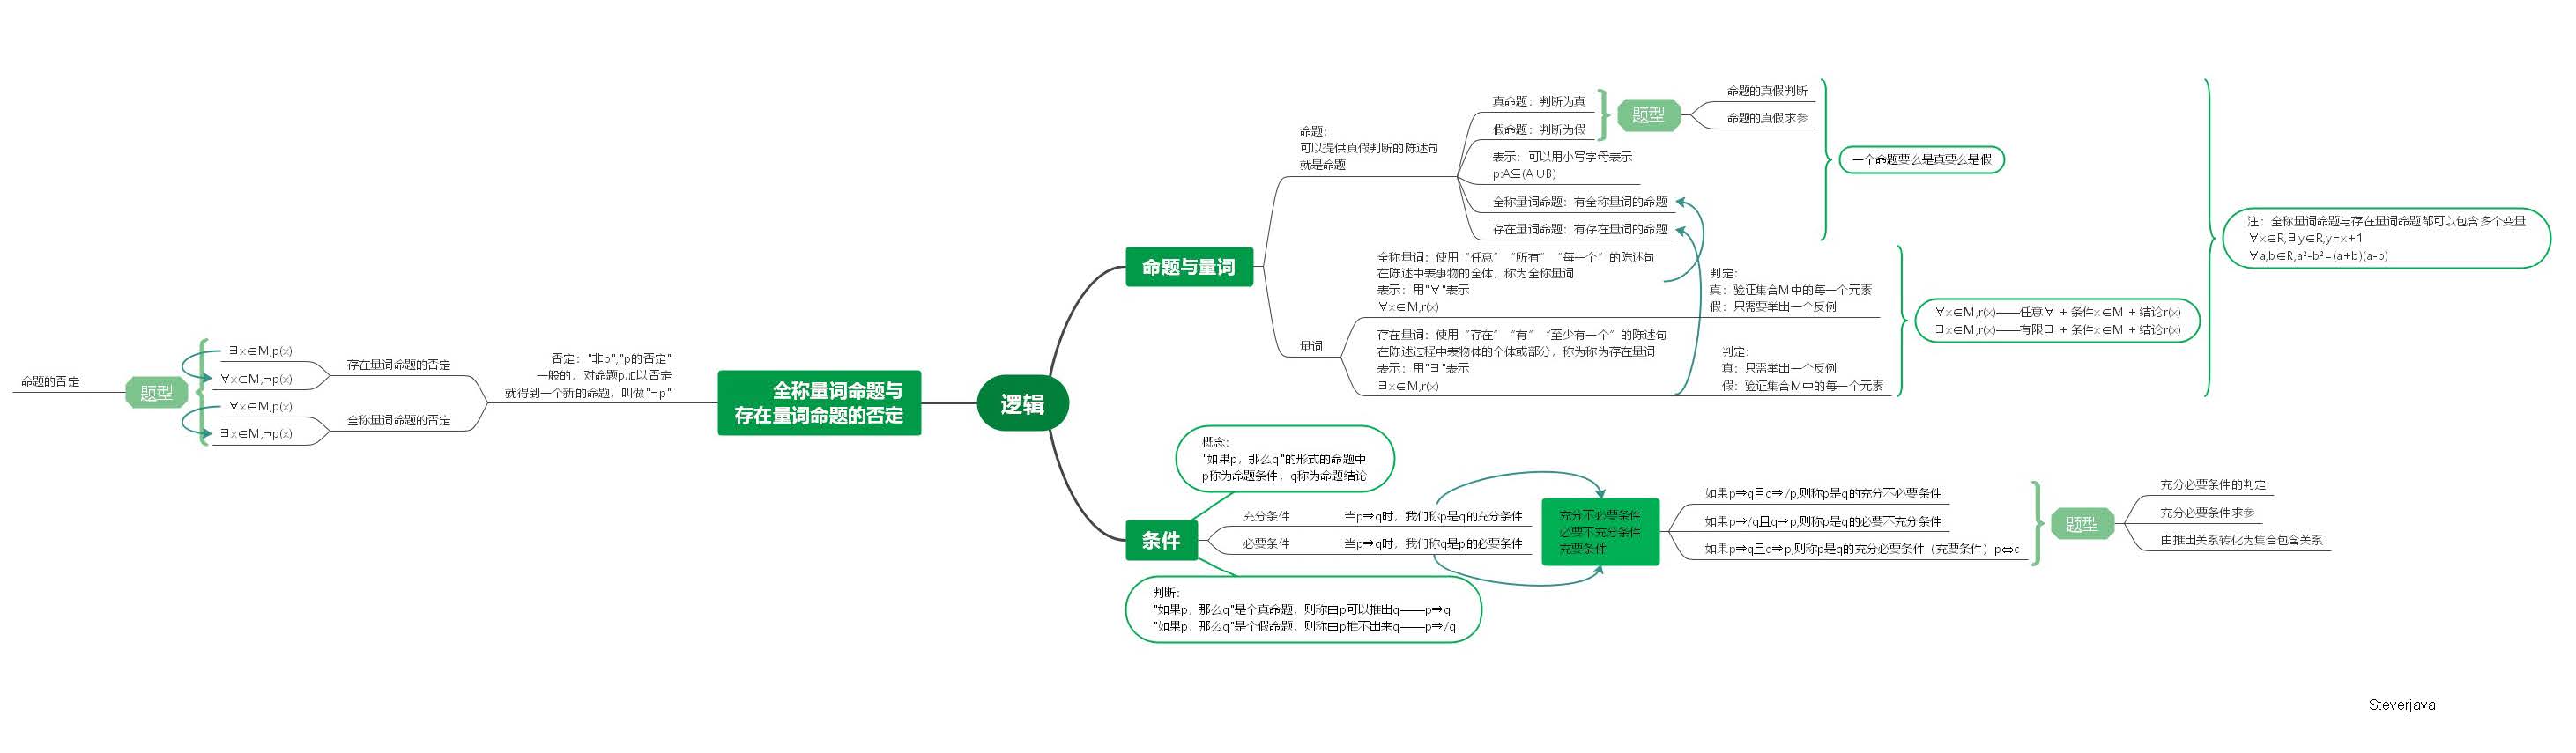 逻辑
命题与量词
命题：
可以提供真假判断的陈述句
就是命题
真命题：判断为真
假命题：判断为假
题型
命题的真假判断
命题的真假求参
表示：可以用小写字母表示
p:A⊆(A∪B)
全称量词命题：有全称量词的命题
存在量词命题：有存在量词的命题
一个命题要么是真要么是假
量词
全称量词：使用“任意”“所有”“每一个”的陈述句
在陈述中表事物的全体，称为全称量词
表示：用"∀"表示
∀x∈M,r(x)
判定：
真：验证集合M中的每一个元素
假：只需要举出一个反例
存在量词：使用“存在”“有”“至少有一个”的陈述句
在陈述过程中表物体的个体或部分，称为称为存在量词
表示：用"∃"表示
∃x∈M,r(x)
判定：
真：只需举出一个反例
假：验证集合M中的每一个元素
∀x∈M,r(x)——任意∀ + 条件x∈M + 结论r(x)
∃x∈M,r(x)——有限∃ + 条件x∈M + 结论r(x)
注：全称量词命题与存在量词命题都可以包含多个变量
∀x∈R,∃y∈R,y=x+1
∀a,b∈R,a²-b²=(a+b)(a-b)
条件
概念：
"如果p，那么q"的形式的命题中
p称为命题条件，q称为命题结论
充分条件
当p⇒q时，我们称p是q的充分条件
必要条件
当p⇒q时，我们称q是p的必要条件
判断：
"如果p，那么q"是个真命题，则称由p可以推出q——p⇒q
"如果p，那么q"是个假命题，则称由p推不出来q——p⇒/q
充分不必要条件
必要不充分条件
充要条件
如果p⇒q且q⇒/p,则称p是q的充分不必要条件
如果p⇒/q且q⇒p,则称p是q的必要不充分条件
如果p⇒q且q⇒p,则称p是q的充分必要条件（充要条件）p⇔c
题型
充分必要条件的判定
充分必要条件求参
由推出关系转化为集合包含关系
全称量词命题与
存在量词命题的否定
否定："非p","p的否定"
一般的，对命题p加以否定
就得到一个新的命题，叫做"¬p"
存在量词命题的否定
∃x∈M,p(x)
∀x∈M,¬p(x)
全称量词命题的否定
∀x∈M,p(x)
∃x∈M,¬p(x)
题型
命题的否定
Steverjava